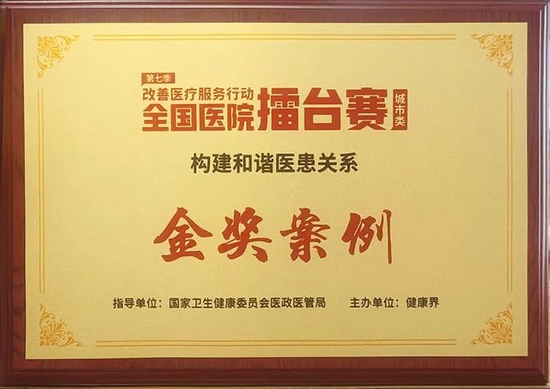 第七季
改善医疗服务行动
全国医院擂台赛 城市类
构建和谐医患关系
金奖案例
指导单位：国家卫生健康委员会医政医管局 主办单位：健康界